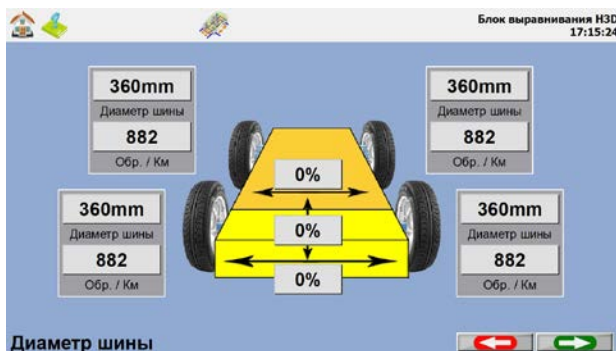 Блок выравнивания H3D
17:15:24
360mm
Диаметр шины
882
Обр. / Км
360mm
Диаметр шины
882
Обр. / Км
0%
360mm
Диаметр шины
882
Обр. / Км
0%
360mm
Диаметр шины
882
Обр. / Км
0%
Диаметр шины